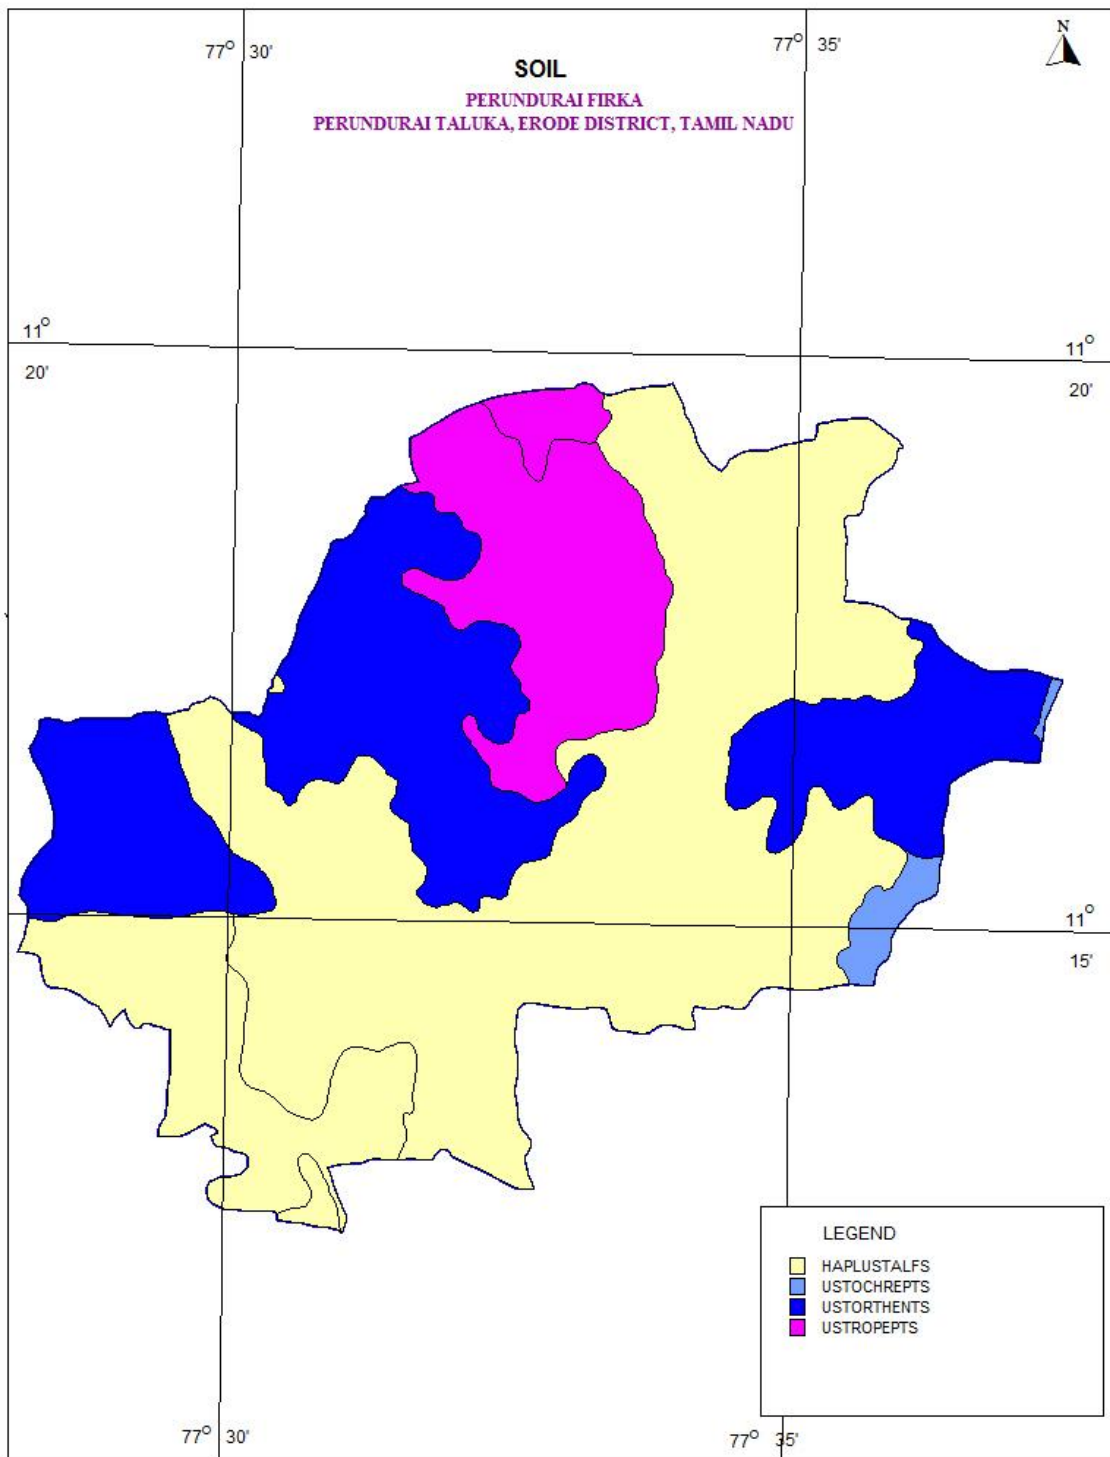 77° 30'
77° 35'
N
SOIL
PERUNDURAI FIRKA
PERUNDURAI TALUKA, ERODE DISTRICT, TAMIL NADU
11°
20'
11°
20'
11°
15'
LEGEND
HAPLUSTALFS
USTOCHREPTS
USTORTHENTS
USTROPEPTS
77° 30'
77° 35'